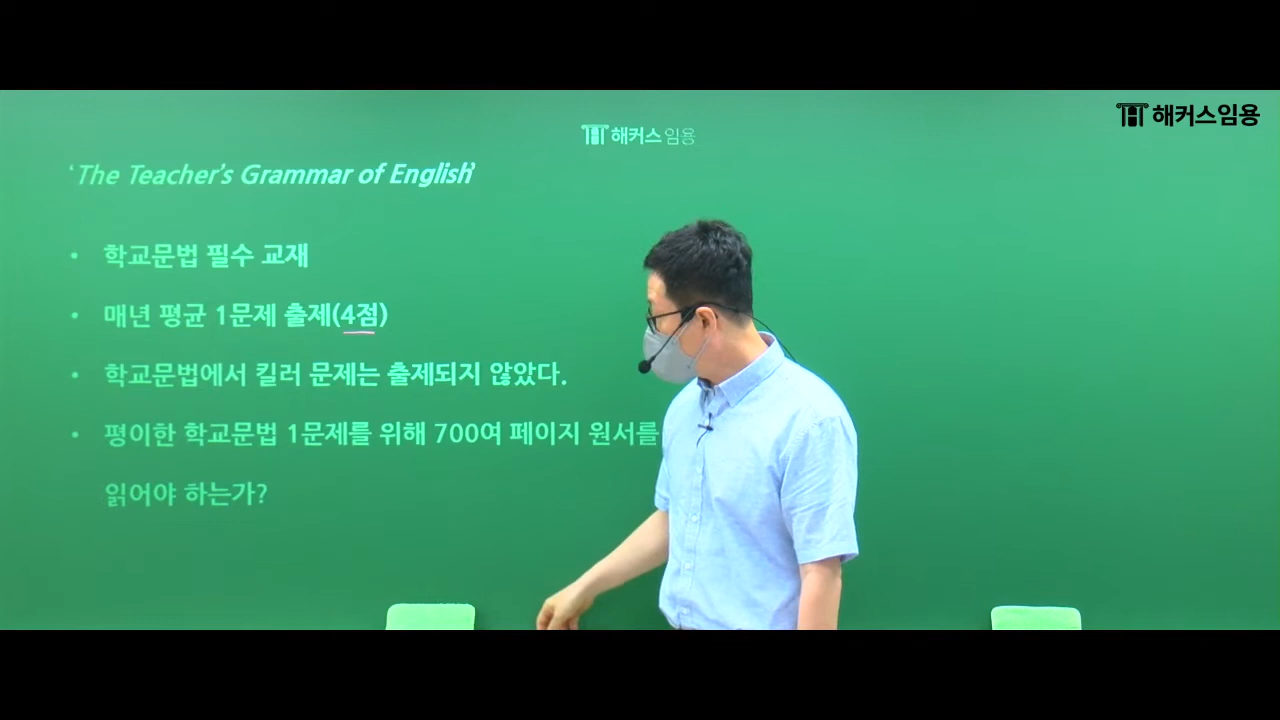 해커스임용
해커스임용
‘The Teacher’s Grammar of English’
• 학교문법 필수 교재
• 매년 평균 1문제 출제(4점)
• 학교문법에서 킬러 문제는 출제되지 않았다.
• 평이한 학교문법 1문제를 위해 700여 페이지 원서를
읽어야 하는가?